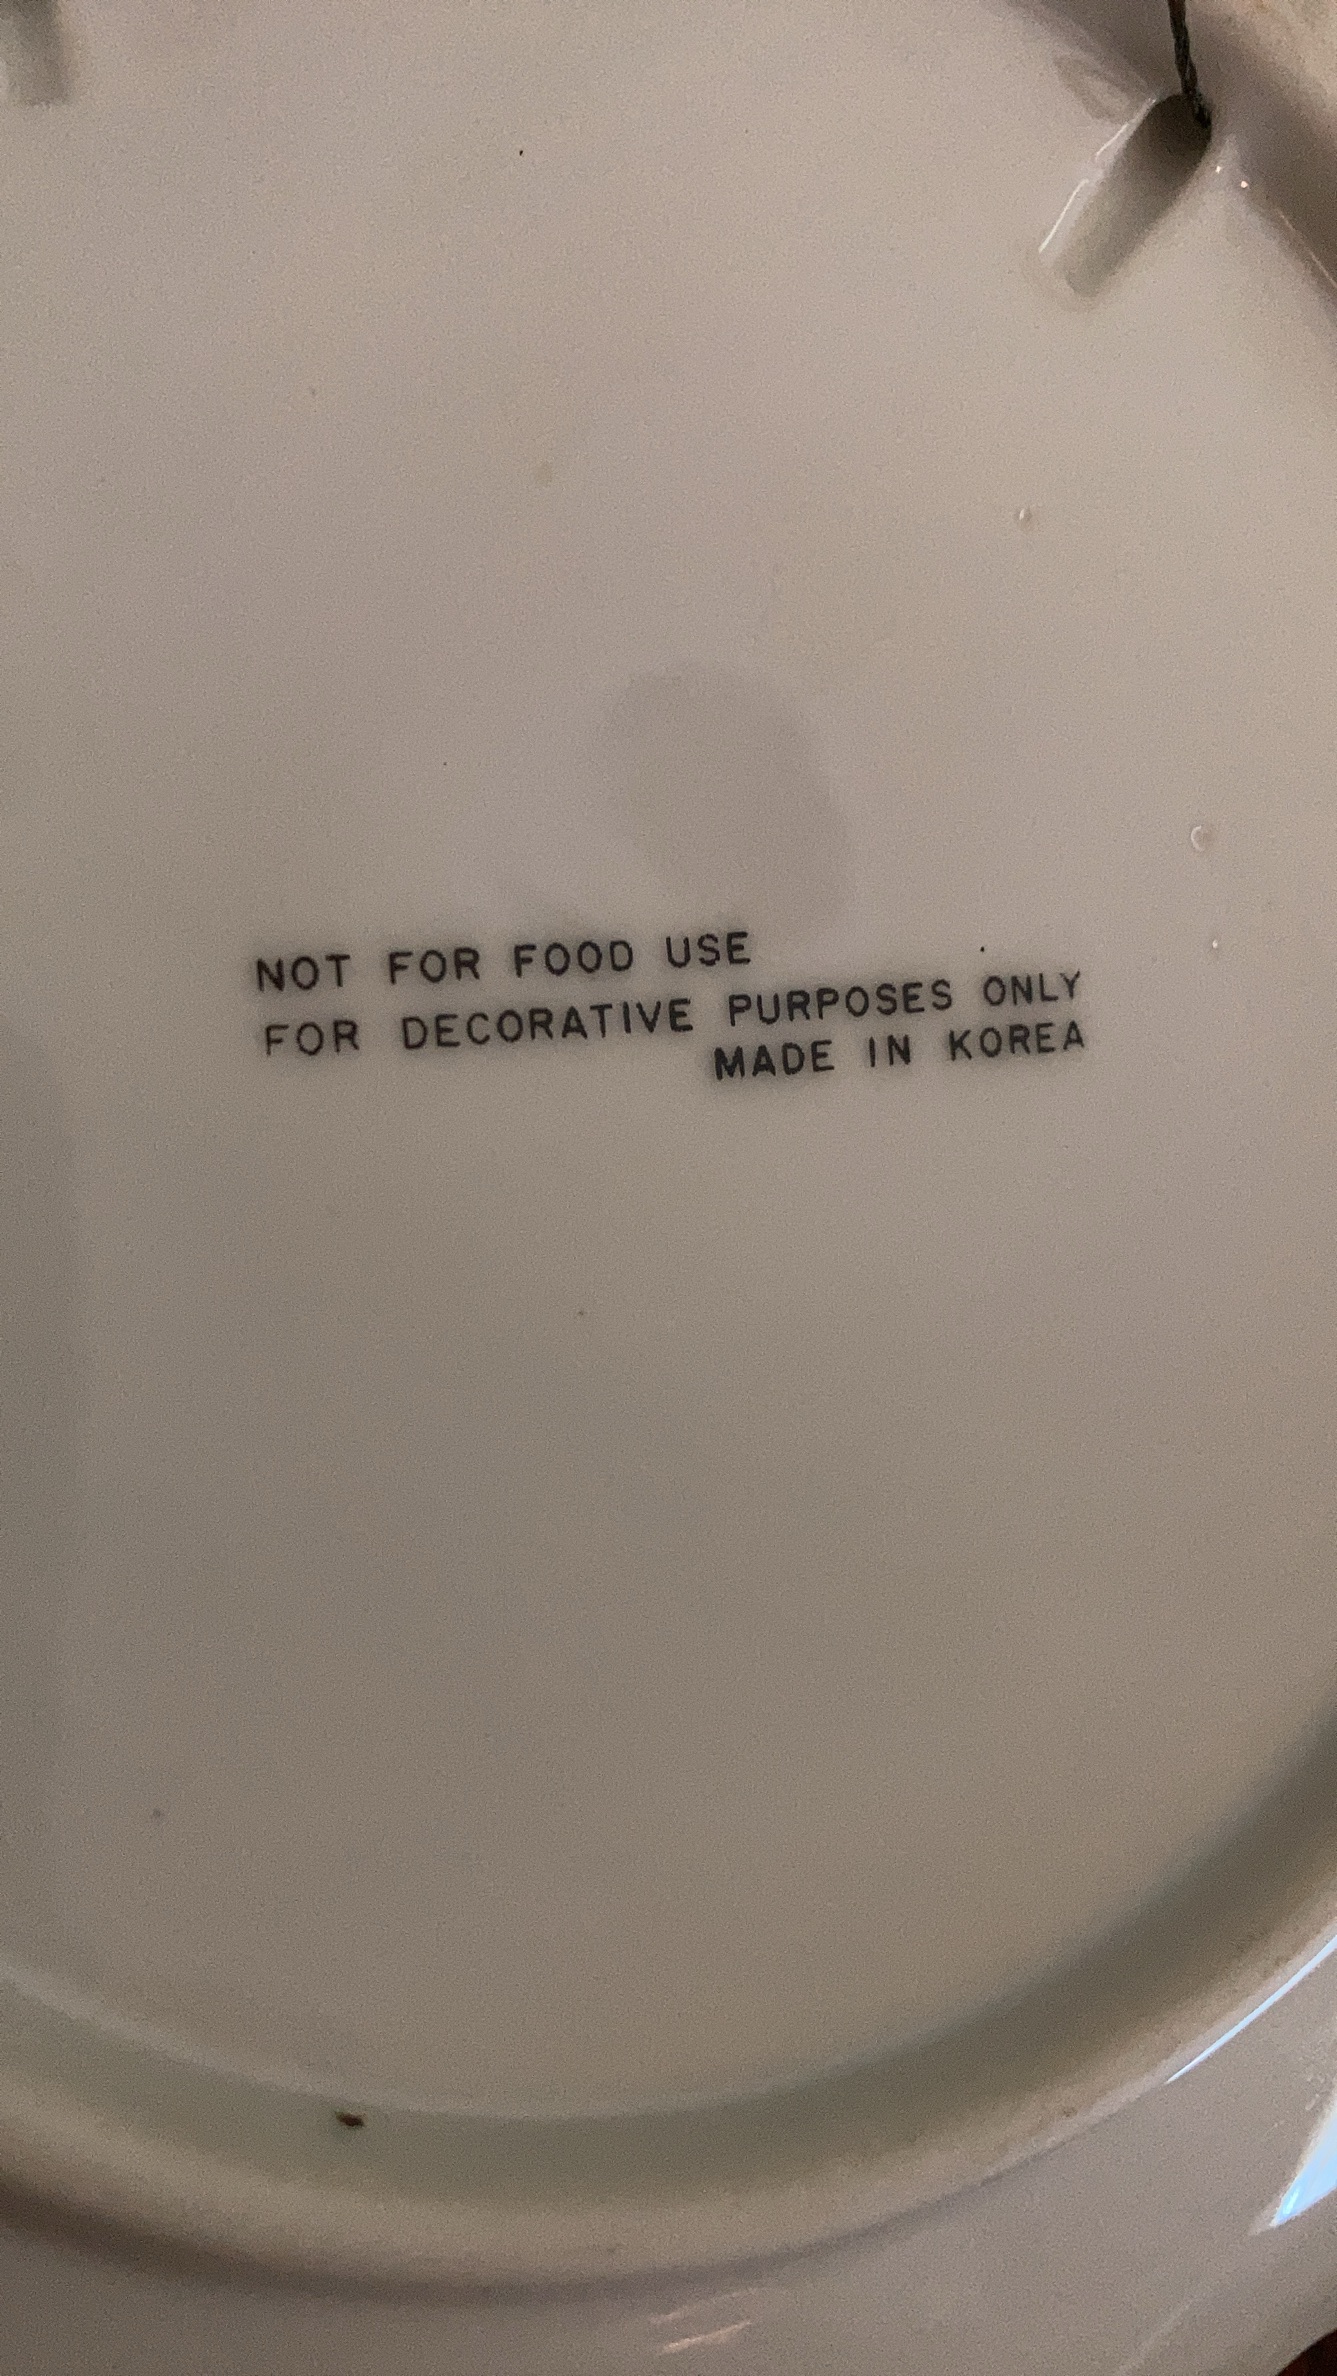 NOT FOR FOOD USE
FOR DECORATIVE PURPOSES ONLY
MADE IN KOREA